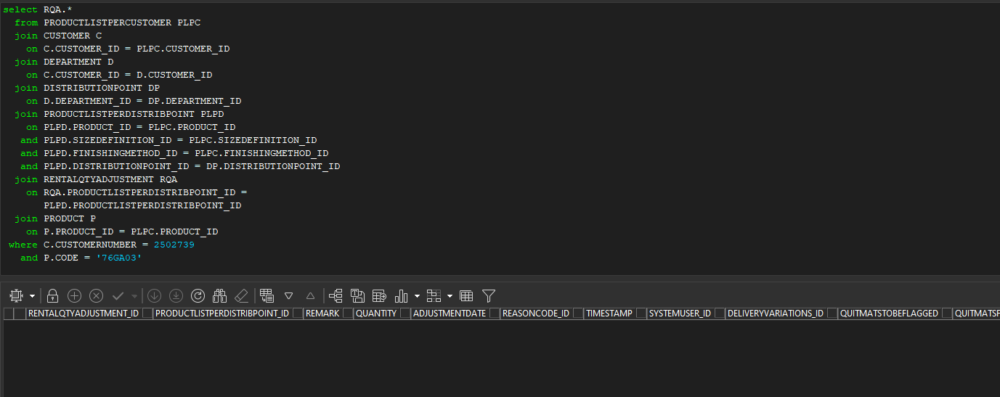 select RQA.*
from PRODUCTLISTPERCUSTOMER PLPC
join CUSTOMER C
on C.CUSTOMER_ID = PLPC.CUSTOMER_ID
join DEPARTMENT D
on C.CUSTOMER_ID = D.CUSTOMER_ID
join DISTRIBUTIONPOINT DP
on D.DEPARTMENT_ID = DP.DEPARTMENT_ID
join PRODUCTLISTPERDISTRIBPOINT PLPD
on PLPD.PRODUCT_ID = PLPC.PRODUCT_ID
and PLPD.SIZEDEFINITION_ID = PLPC.SIZEDEFINITION_ID
and PLPD.FINISHINGMETHOD_ID = PLPC.FINISHINGMETHOD_ID
and PLPD.DISTRIBUTIONPOINT_ID = DP.DISTRIBUTIONPOINT_ID
join RENTALQTYADJUSTMENT RQA
on RQA.PRODUCTLISTPERDISTRIBPOINT_ID =
PLPD.PRODUCTLISTPERDISTRIBPOINT_ID
join PRODUCT P
on P.PRODUCT_ID = PLPC.PRODUCT_ID
where C.CUSTOMERNUMBER = 2502739
and P.CODE = '76GA03'
RENTALQTYADJUSTMENT_ID PRODUCTLISTPERDISTRIBPOINT_ID REMARK QUANTITY ADJUSTMENTDATE REASONCODE_ID TIMESTAMP SYSTEMUSER_ID DELIVERYVARIATIONS_ID QUITMATSTOBEFLAGGED QUITMATSF